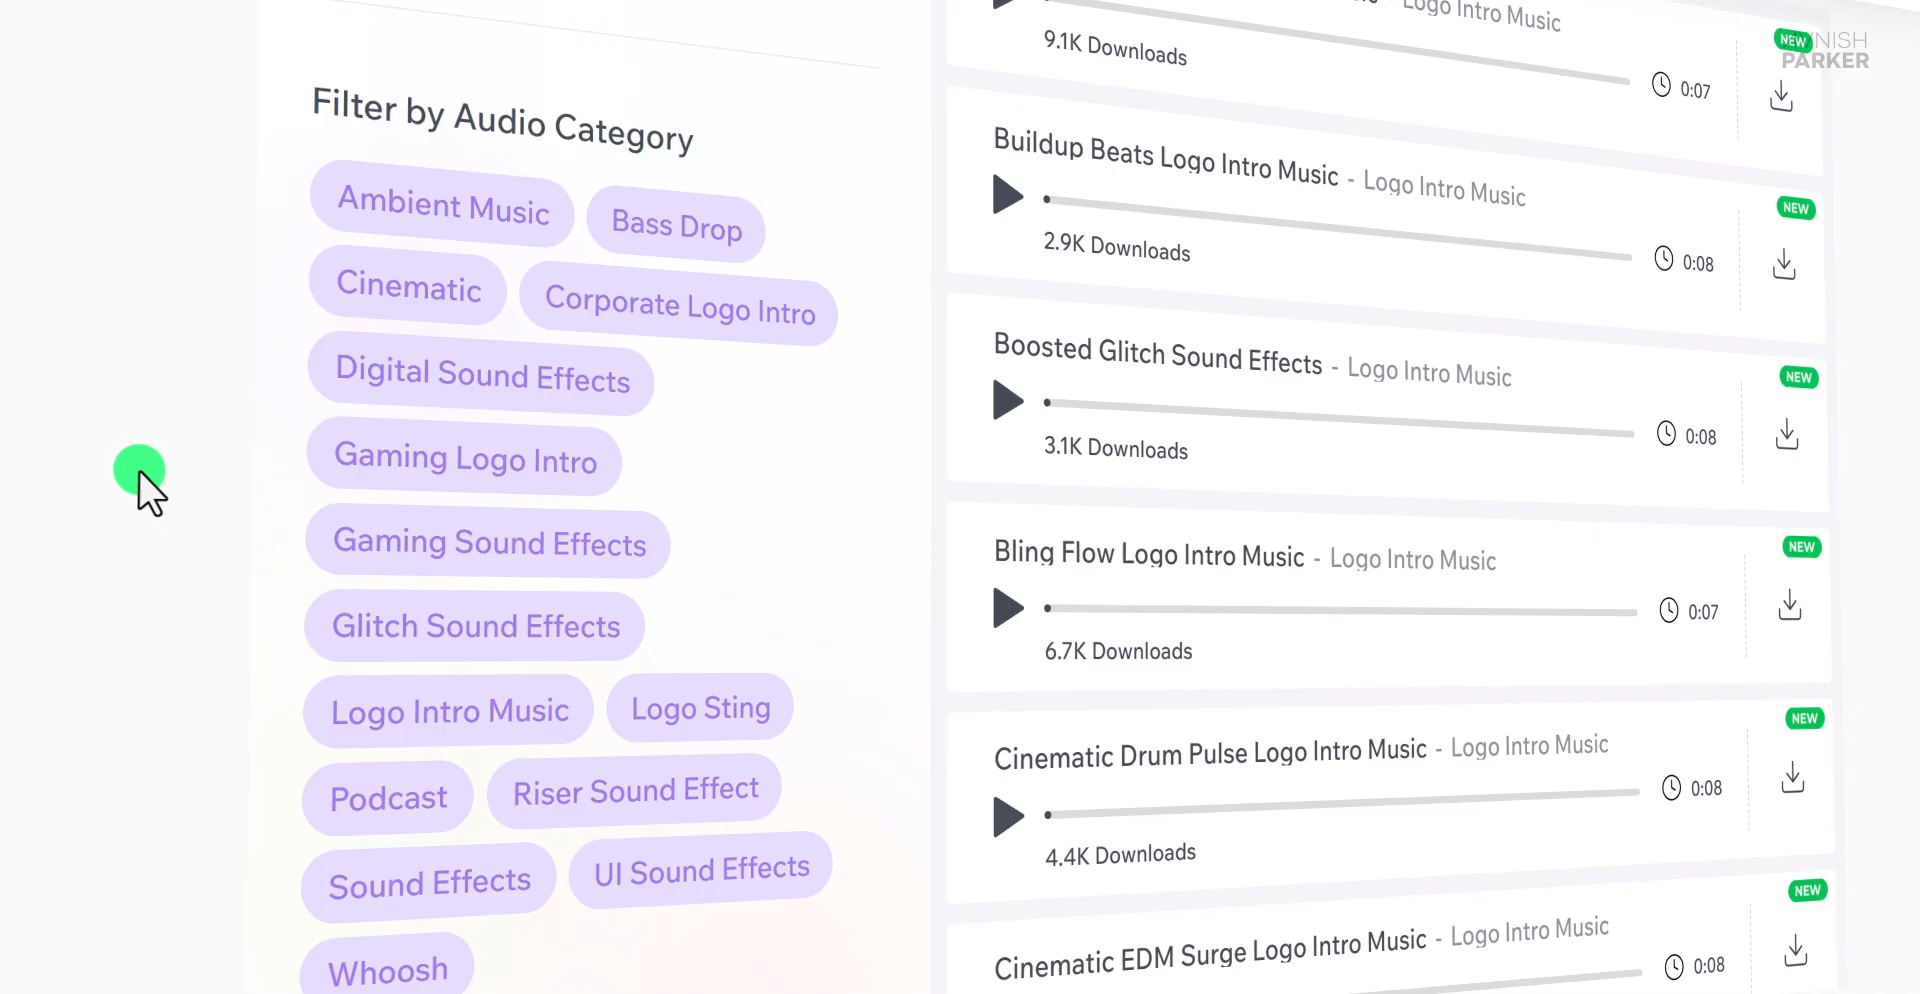 Filter by Audio Category
Ambient Music
Bass Drop
Cinematic
Corporate Logo Intro
Digital Sound Effects
Gaming Logo Intro
Gaming Sound Effects
Glitch Sound Effects
Logo Intro Music
Logo Sting
Podcast
Riser Sound Effect
Sound Effects
UI Sound Effects
Whoosh
- Logo Intro Music
9.1K Downloads
0:07
NEW
PARKER
Buildup Beats Logo Intro Music - Logo Intro Music
2.9K Downloads
0:08
NEW
Boosted Glitch Sound Effects - Logo Intro Music
3.1K Downloads
0:08
NEW
Bling Flow Logo Intro Music - Logo Intro Music
6.7K Downloads
0:07
NEW
Cinematic Drum Pulse Logo Intro Music - Logo Intro Music
4.4K Downloads
0:08
NEW
Cinematic EDM Surge Logo Intro Music - Logo Intro Music
0:08
NEW